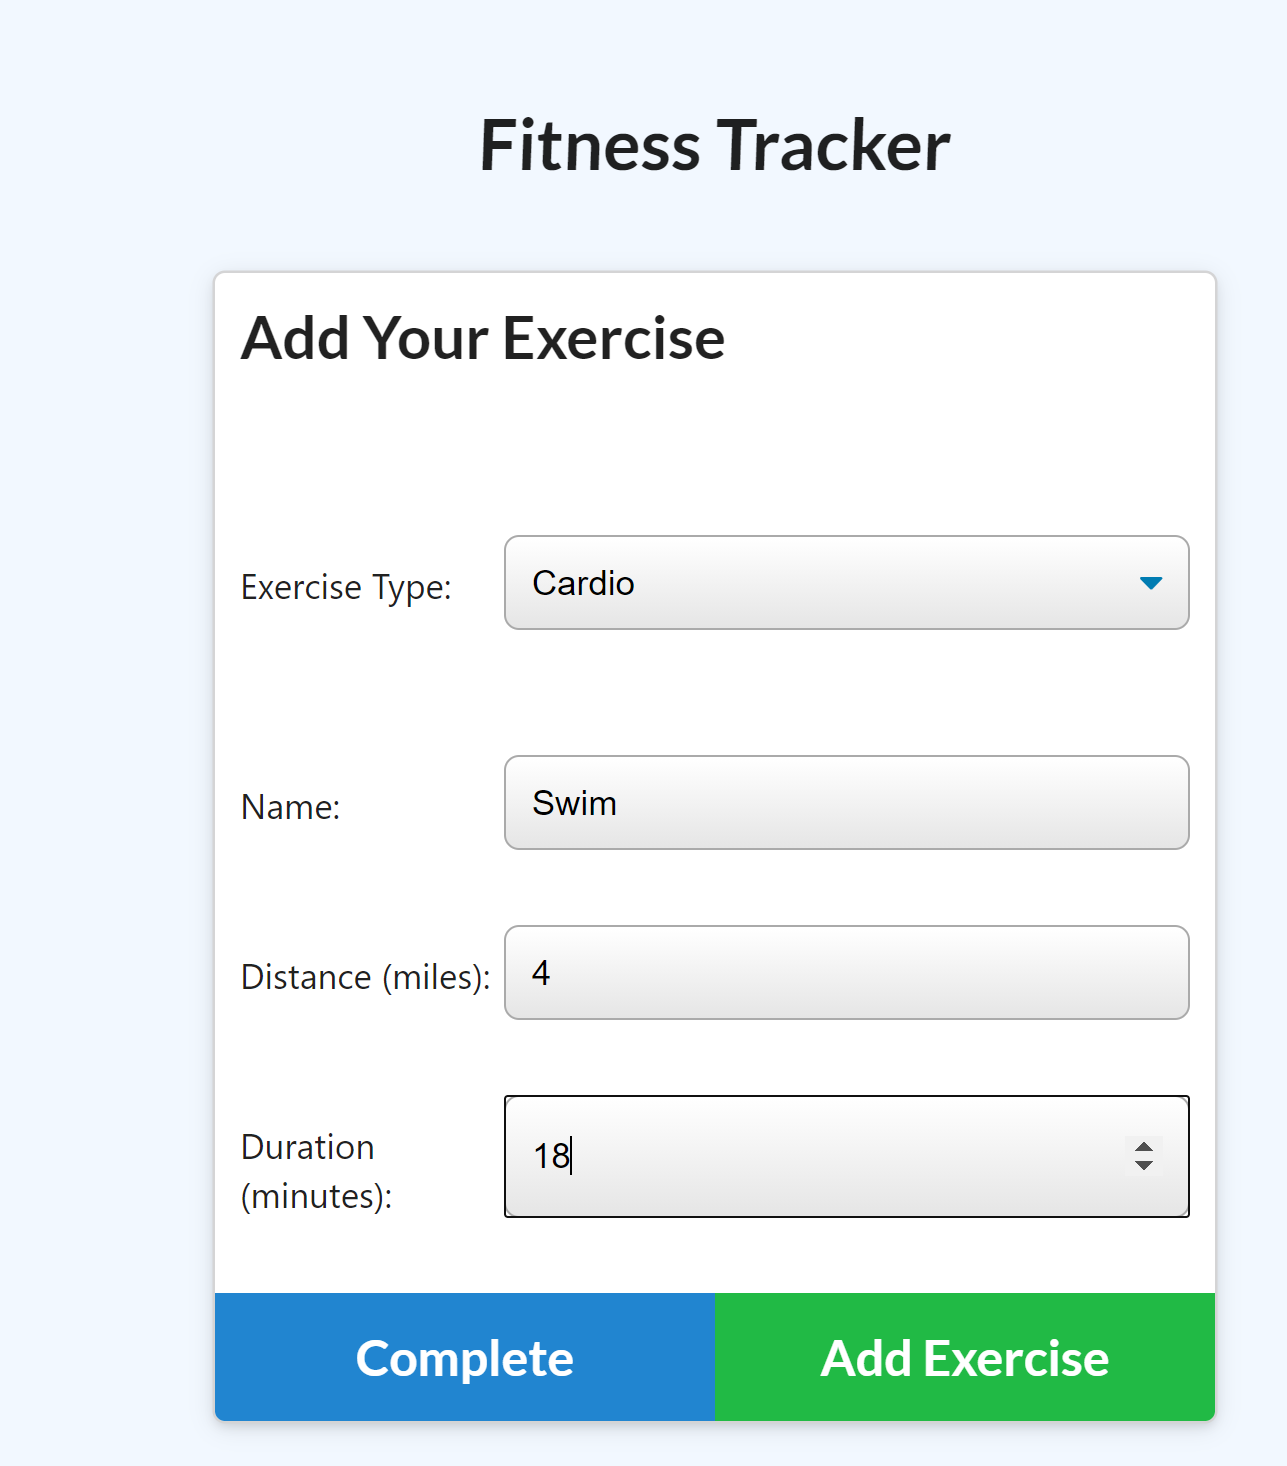 Fitness Tracker
Add Your Exercise
Exercise Type: Cardio
Name: Swim
Distance (miles): 4
Duration
(minutes): 18
Complete Add Exercise